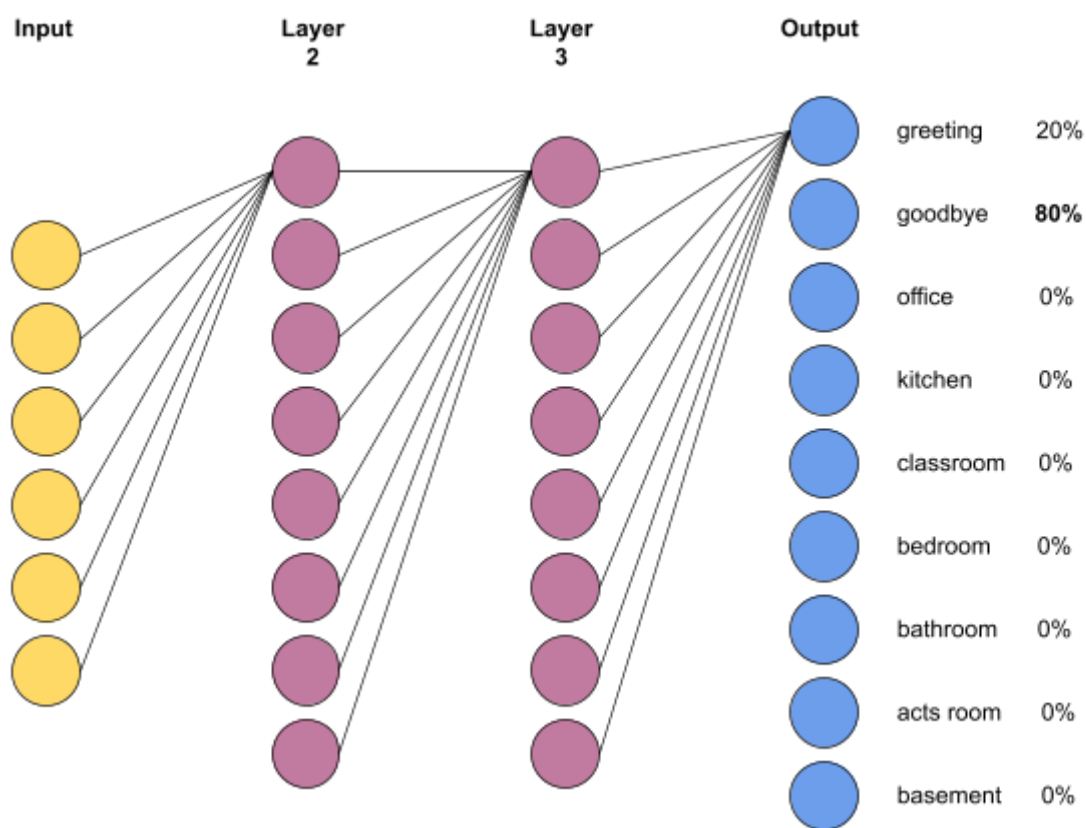 Input
Layer
2
Layer
3
Output
greeting 20%
goodbye 80%
office 0%
kitchen 0%
classroom 0%
bedroom 0%
bathroom 0%
acts room 0%
basement 0%